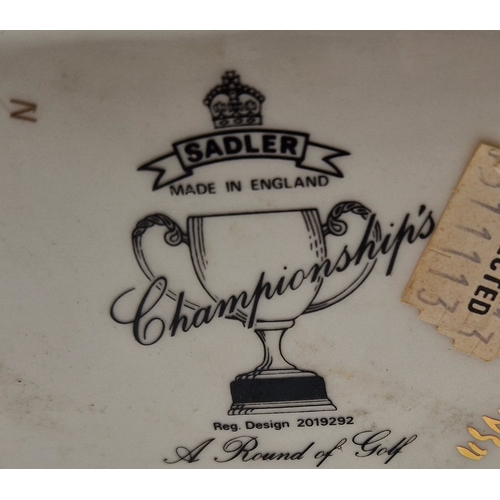 N
SADLER
MADE IN ENGLAND
Championship's
Reg. Design 2019292
A Round of Golf